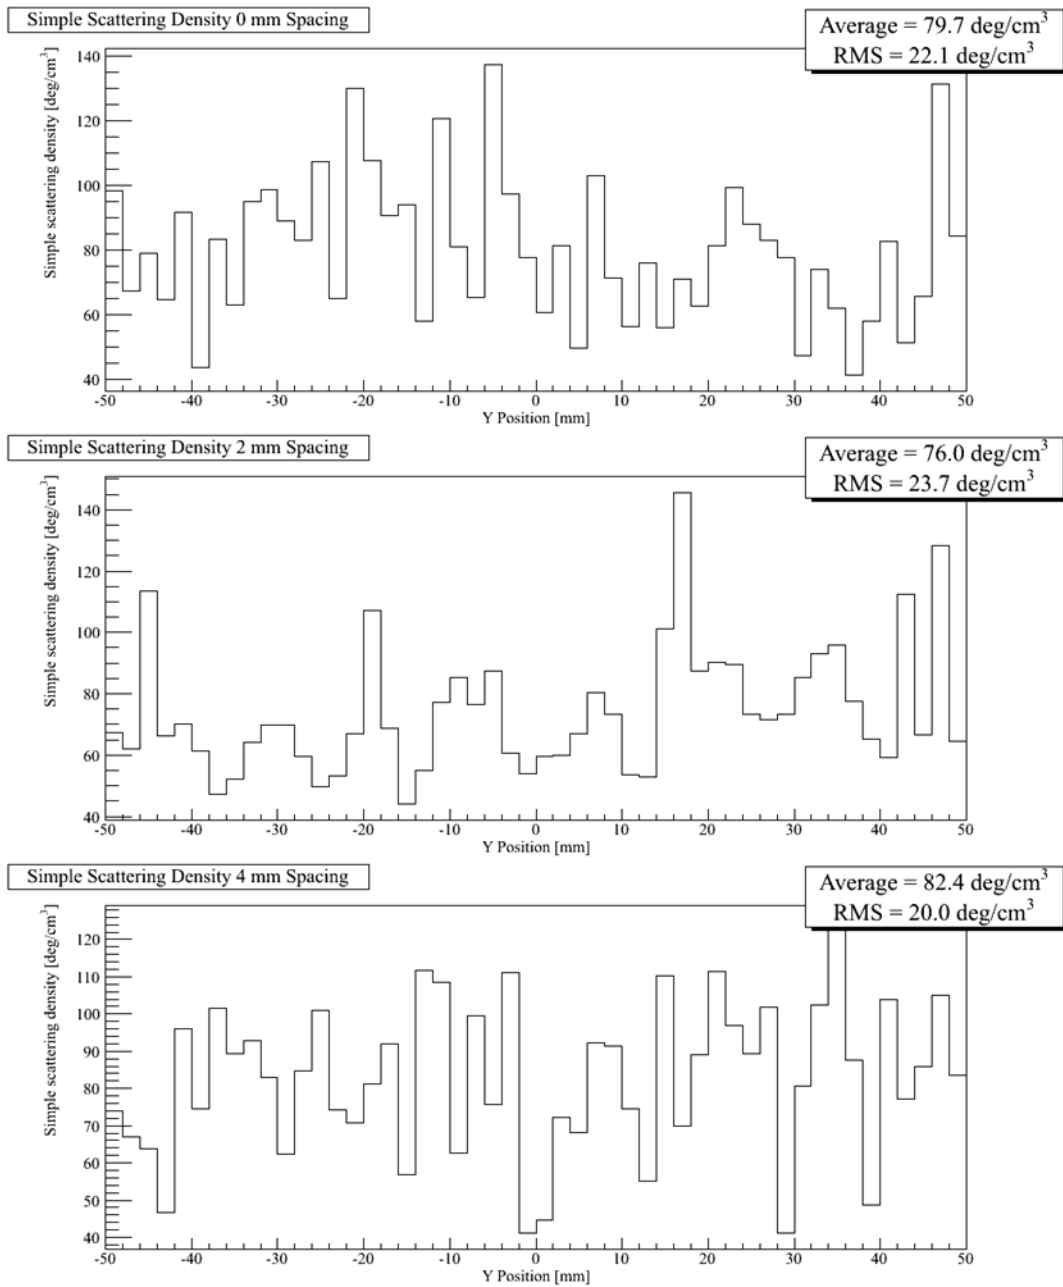 Simple Scattering Density 0 mm Spacing
Average = 79.7 deg/cm³
RMS = 22.1 deg/cm³
Simple scattering density [deg/cm³]
140
120
100
80
60
40
-50 -40 -30 -20 -10 0 10 20 30 40 50
Y Position [mm]
Simple Scattering Density 2 mm Spacing
Average = 76.0 deg/cm³
RMS = 23.7 deg/cm³
Simple scattering density [deg/cm³]
140
120
100
80
60
40
-50 -40 -30 -20 -10 0 10 20 30 40 50
Y Position [mm]
Simple Scattering Density 4 mm Spacing
Average = 82.4 deg/cm³
RMS = 20.0 deg/cm³
Simple scattering density [deg/cm³]
120
110
100
90
80
70
60
50
40
-50 -40 -30 -20 -10 0 10 20 30 40 50
Y Position [mm]